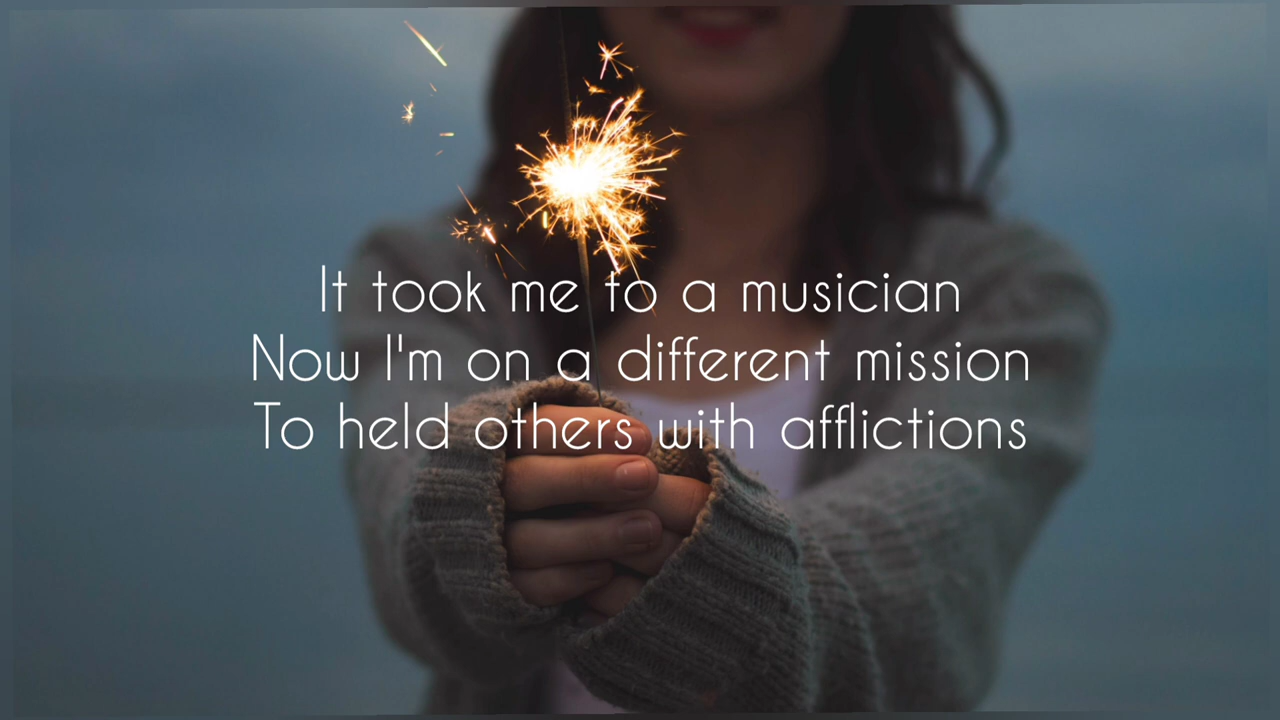 It took me to a musician
Now I'm on a different mission
To held others with afflictions